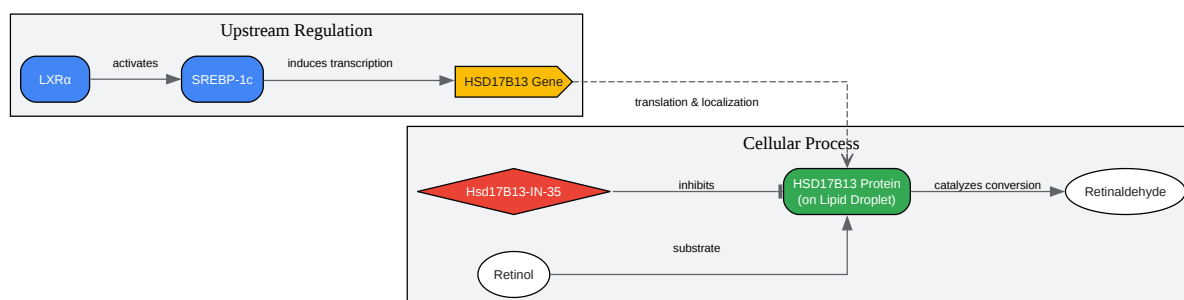 Upstream Regulation
LXRα
activates
SREBP-1c
induces transcription
HSD17B13 Gene
translation & localization
Cellular Process
Hsd17B13-IN-35
inhibits
HSD17B13 Protein
(on Lipid Droplet)
catalyzes conversion
Retinaldehyde
substrate
Retinol